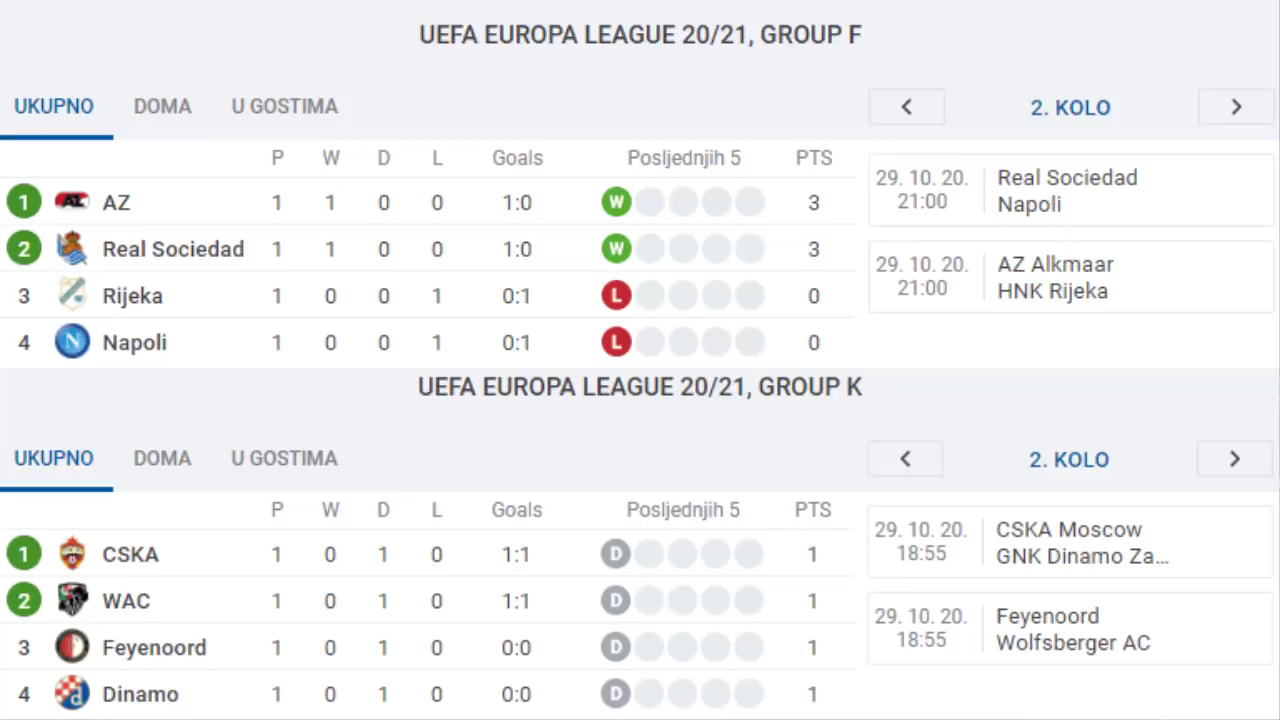 UEFA EUROPA LEAGUE 20/21, GROUP F
UKUPNO DOMA U GOSTIMA
P W D L Goals Posljednjih 5 PTS
1 AZ 1 1 0 0 1:0 W 3
2 Real Sociedad 1 1 0 0 1:0 W 3
3 Rijeka 1 0 0 1 0:1 L 0
4 Napoli 1 0 0 1 0:1 L 0
2. KOLO
29. 10. 20. Real Sociedad
21:00 Napoli
29. 10. 20. AZ Alkmaar
21:00 HNK Rijeka
UEFA EUROPA LEAGUE 20/21, GROUP K
UKUPNO DOMA U GOSTIMA
P W D L Goals Posljednjih 5 PTS
1 CSKA 1 0 1 0 1:1 D 1
2 WAC 1 0 1 0 1:1 D 1
3 Feyenoord 1 0 1 0 0:0 D 1
4 Dinamo 1 0 1 0 0:0 D 1
2. KOLO
29. 10. 20. CSKA Moscow
18:55 GNK Dinamo Za...
29. 10. 20. Feyenoord
18:55 Wolfsberger AC